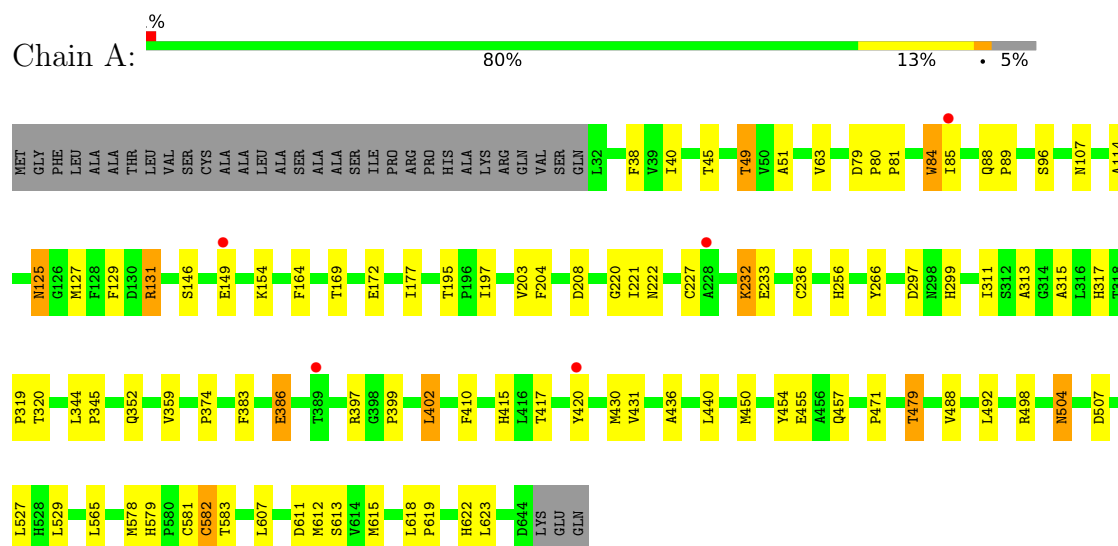 .%
Chain A:
80% 13% • 5%
MET GLY PHE LEU ALA ALA THR LEU VAL SER CYS ALA ALA LEU ALA SER ALA ALA SER ILE PRO ARG PRO HIS ALA LYS ARG GLN VAL SER GLN L32 F38 V39 I40 T45 T49 V50 A51 V63 D79 P80 P81 W84 I85 Q88 P89 S96 N107 A114
N125 G126 M127 F128 F129 D130 R131 S146 E149 K154 F164 T169 E172 I177 T195 P196 I197 V203 F204 D208 G220 I221 N222 C227 A228 K232 E233 C236 H256 Y266 D297 N298 H299 I311 S312 A313 G314 A315 L316 H317 T318
P319 T320 L344 P345 Q352 V359 P374 F383 E386 T389 R397 G398 P399 L402 F410 H415 L416 T417 Y420 M430 V431 A436 L440 M450 Y454 E455 A456 Q457 P471 T479 V488 L492 R498 N504 D507
L527 H528 L529 L565 M578 H579 P580 C581 C582 T583 L607 D611 M612 S613 V614 M615 L618 P619 H622 L623 D644 LYS GLU GLN